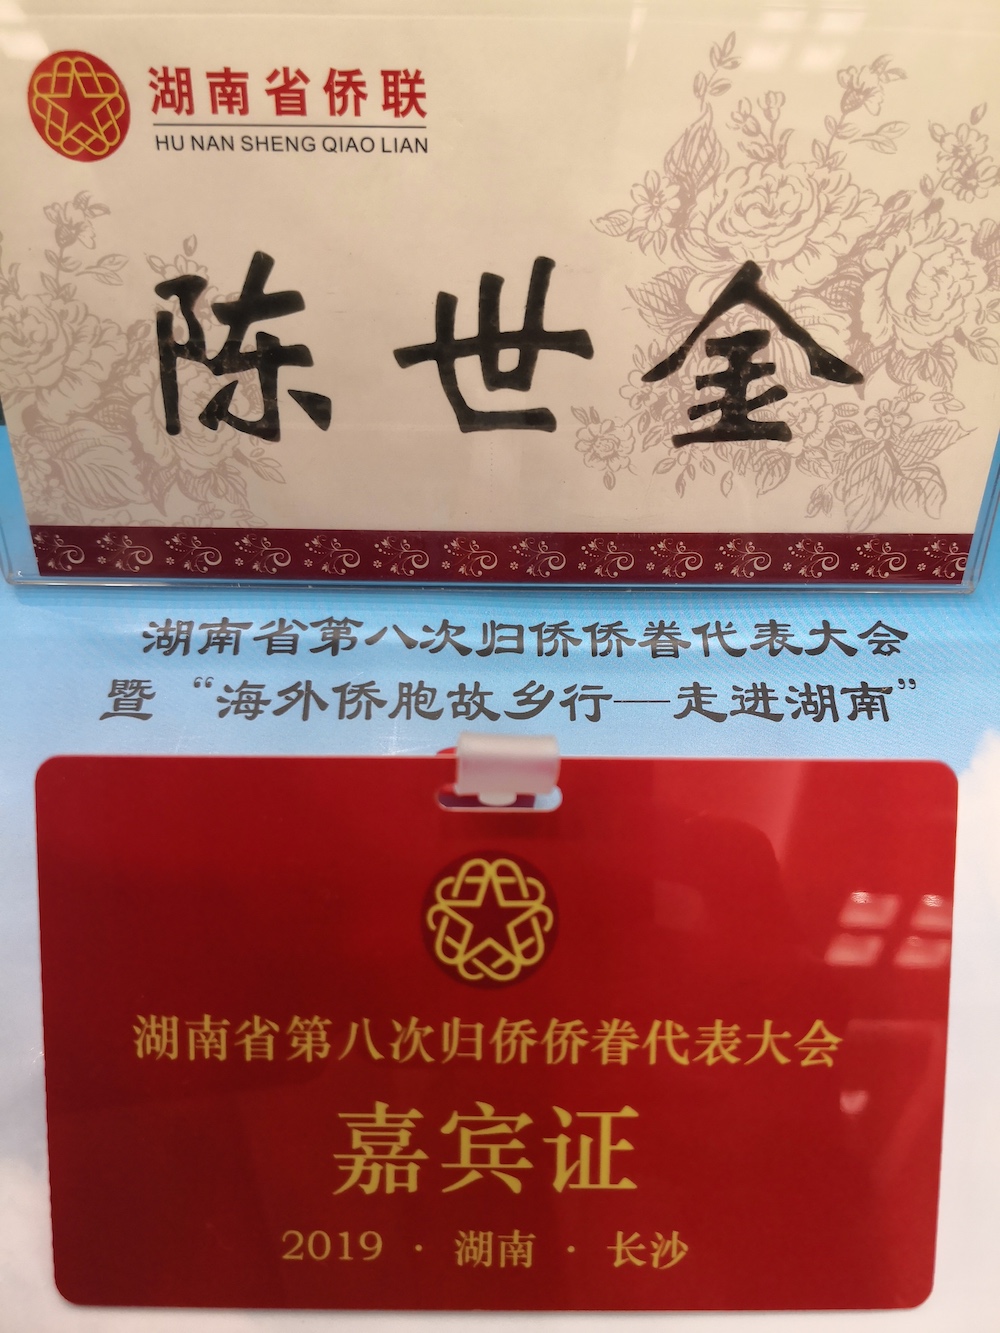 湖南省侨联
HU NAN SHENG QIAO LIAN
陈世金
湖南省第八次归侨侨眷代表大会
暨“海外侨胞故乡行——走进湖南”
湖南省第八次归侨侨眷代表大会
嘉宾证
2019 · 湖南 · 长沙